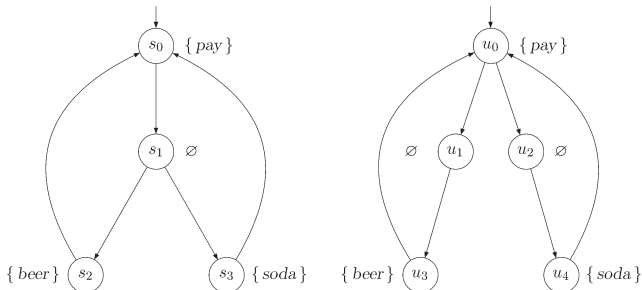 s₀ { pay } u₀ { pay }
s₁ ∅ ∅ u₁ u₂ ∅
{ beer } s₂ s₃ { soda } { beer } u₃ u₄ { soda }